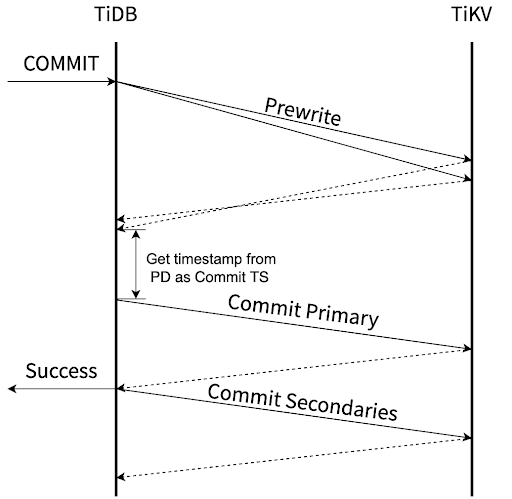 TiDB
TiKV
COMMIT
Prewrite
Get timestamp from
PD as Commit TS
Commit Primary
Success
Commit Secondaries